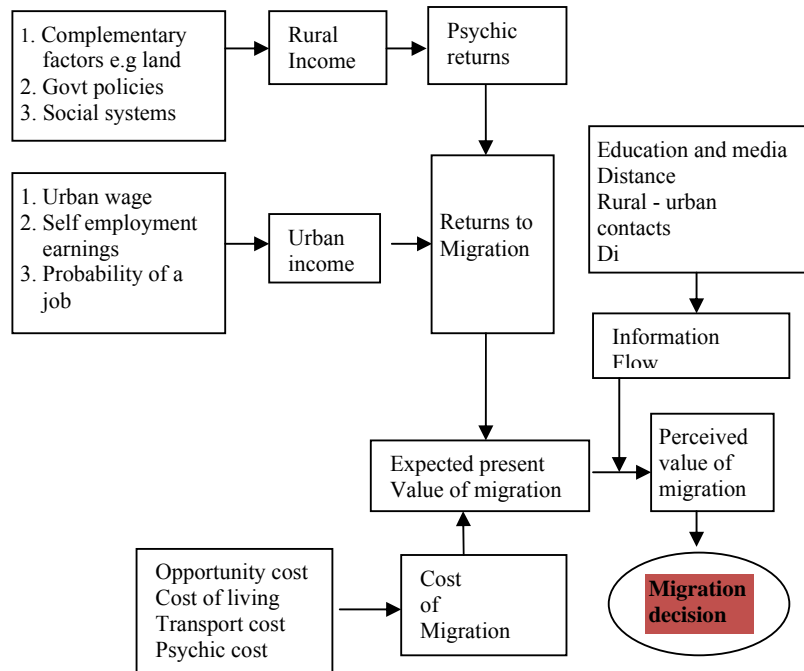 1. Complementary
factors e.g land
2. Govt policies
3. Social systems
Rural
Income
Psychic
returns
Education and media
Distance
Rural - urban
contacts
Di
1. Urban wage
2. Self employment
earnings
3. Probability of a
job
Urban
income
Returns to
Migration
Information
Flow
Expected present
Value of migration
Perceived
value of
migration
Opportunity cost
Cost of living
Transport cost
Psychic cost
Cost
of
Migration
Migration
decision